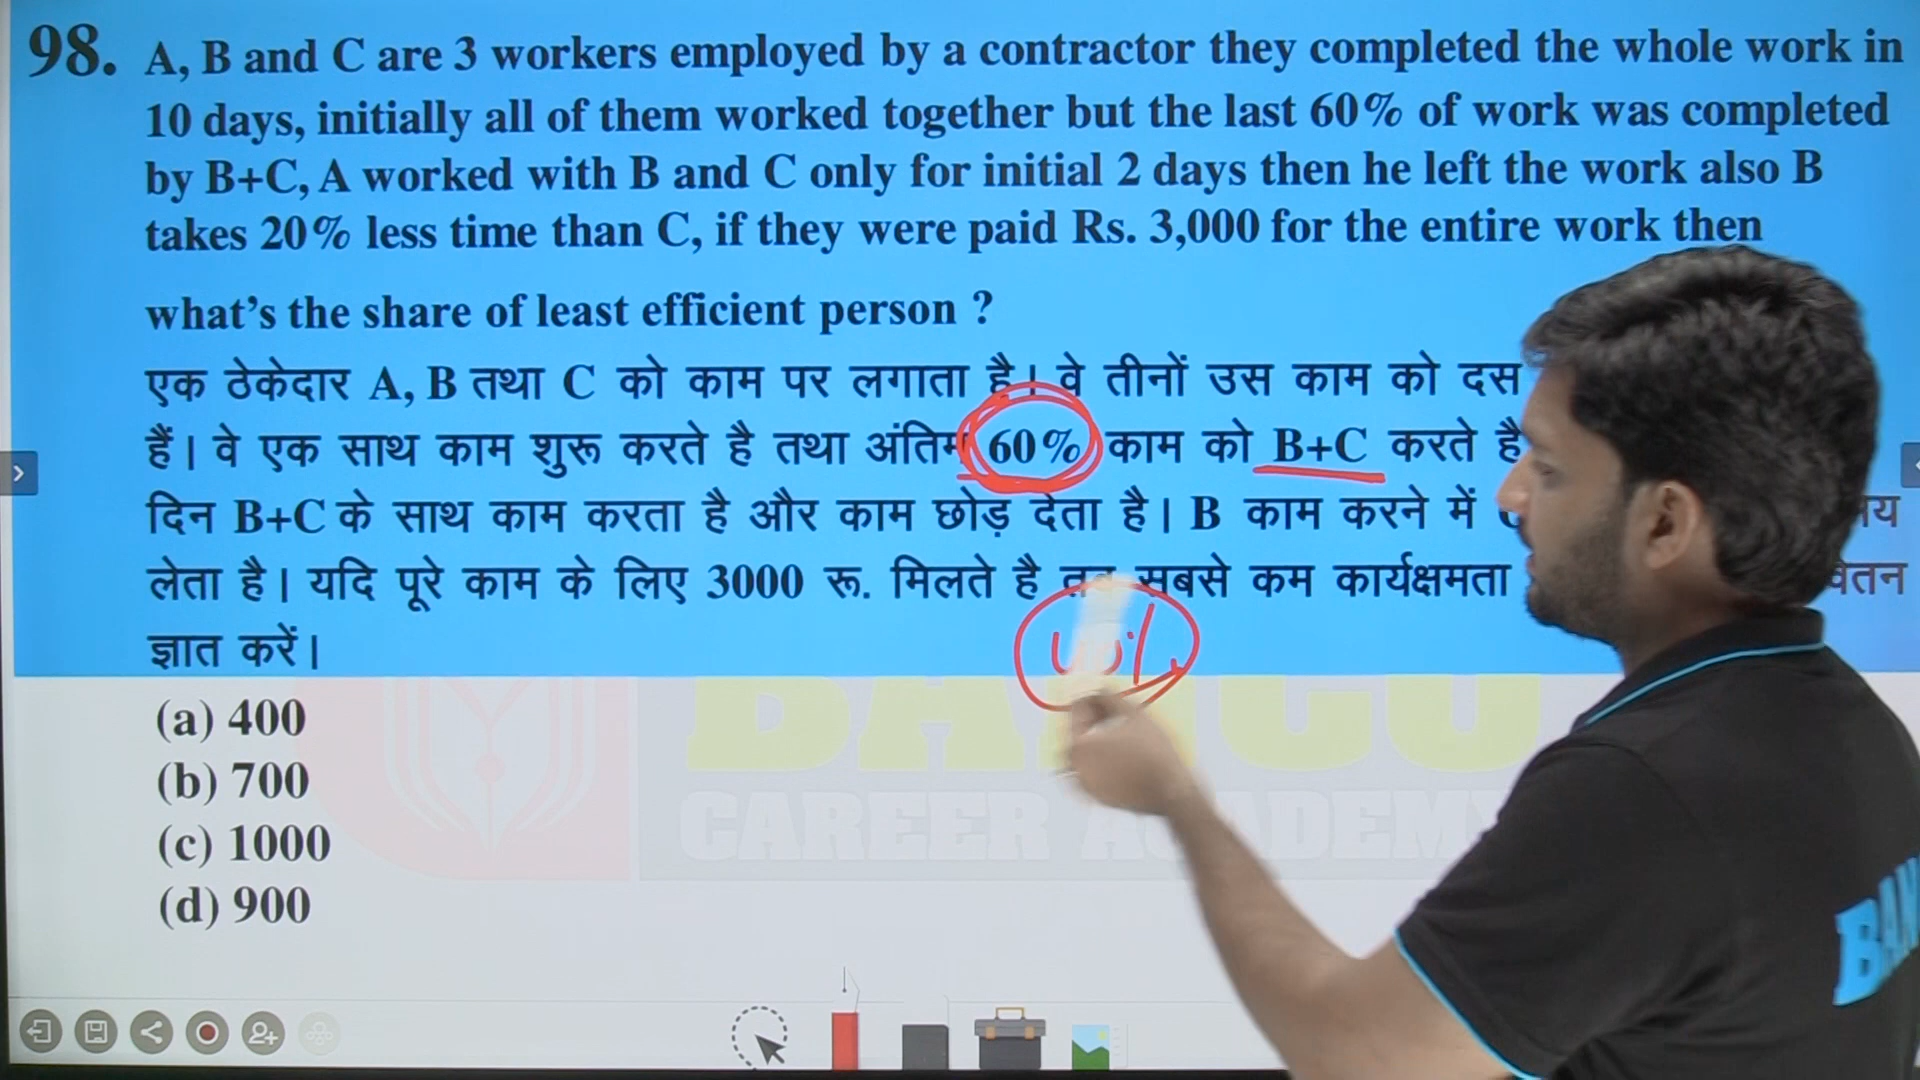 98. A, B and C are 3 workers employed by a contractor they completed the whole work in
10 days, initially all of them worked together but the last 60% of work was completed
by B+C, A worked with B and C only for initial 2 days then he left the work also B
takes 20% less time than C, if they were paid Rs. 3,000 for the entire work then
what's the share of least efficient person ?
एक ठेकेदार A, B तथा C को काम पर लगाता है। वे तीनों उस काम को दस
हैं। वे एक साथ काम शुरू करते है तथा अंतिम 60% काम को B+C करते है
दिन B+C के साथ काम करता है और काम छोड़ देता है। B काम करने में
लेता है। यदि पूरे काम के लिए 3000 रू. मिलते है सबसे कम कार्यक्षमता वेतन
ज्ञात करें।
(a) 400
(b) 700
(c) 1000
(d) 900
CAREER ACADEMY
BAN